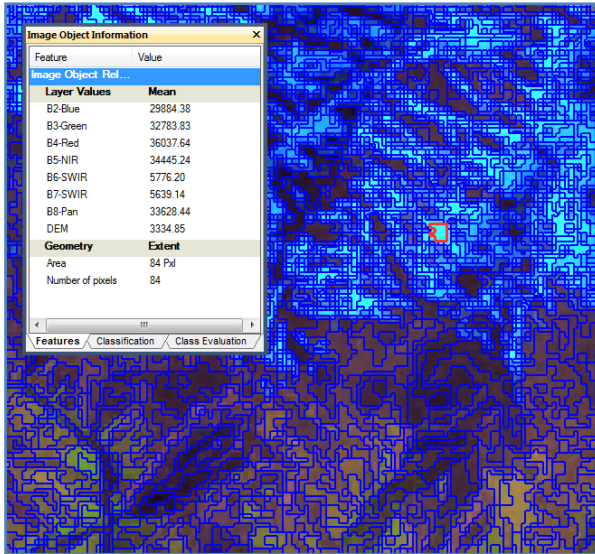 Image Object Information ×
Feature Value
Image Object Rel...
Layer Values Mean
B2-Blue 29884.38
B3-Green 32783.83
B4-Red 36037.64
B5-NIR 34445.24
B6-SWIR 5776.20
B7-SWIR 5639.14
B8-Pan 33628.44
DEM 3334.85
Geometry Extent
Area 84 Pxl
Number of pixels 84
Features Classification Class Evaluation